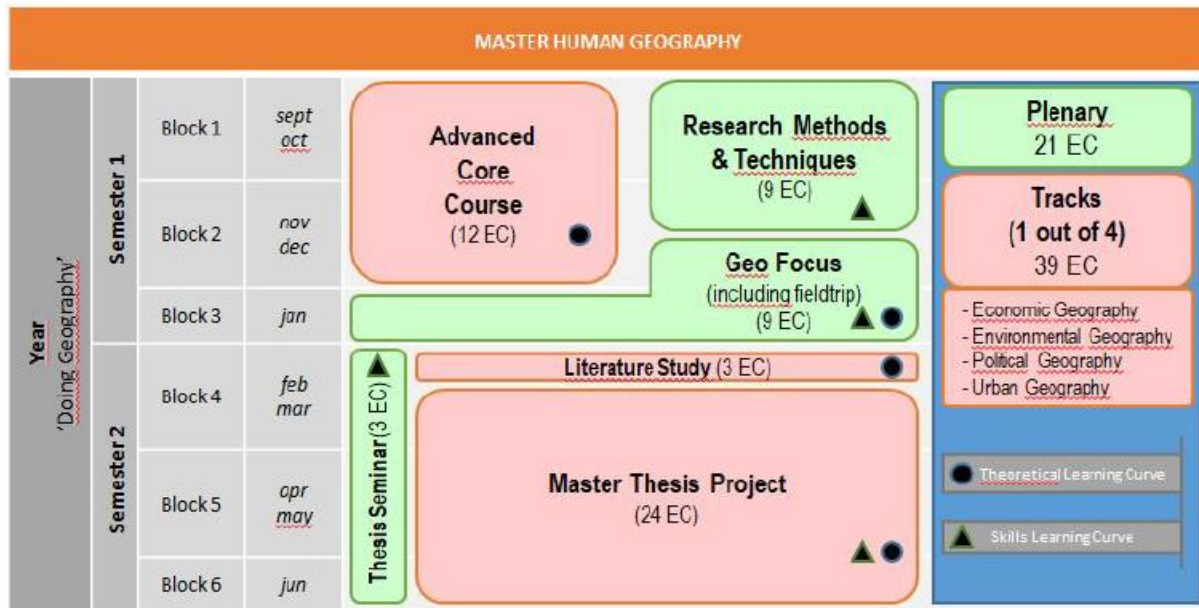 MASTER HUMAN GEOGRAPHY
Year
'Doing Geography'
Semester 1
Semester 2
Block 1
sept
oct
Block 2
nov
dec
Block 3
jan
Block 4
feb
mar
Block 5
apr
may
Block 6
jun
Advanced
Core
Course
(12 EC)
Research Methods
& Techniques
(9 EC)
Geo Focus
(including fieldtrip)
(9 EC)
Thesis Seminar (3 EC)
Literature Study (3 EC)
Master Thesis Project
(24 EC)
Plenary
21 EC
Tracks
(1 out of 4)
39 EC
- Economic Geography
- Environmental Geography
- Political Geography
- Urban Geography
Theoretical Learning Curve
Skills Learning Curve